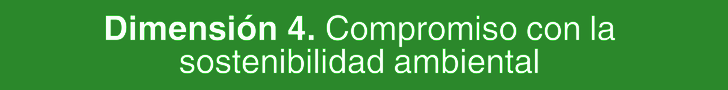 Dimensión 4. Compromiso con la
sostenibilidad ambiental